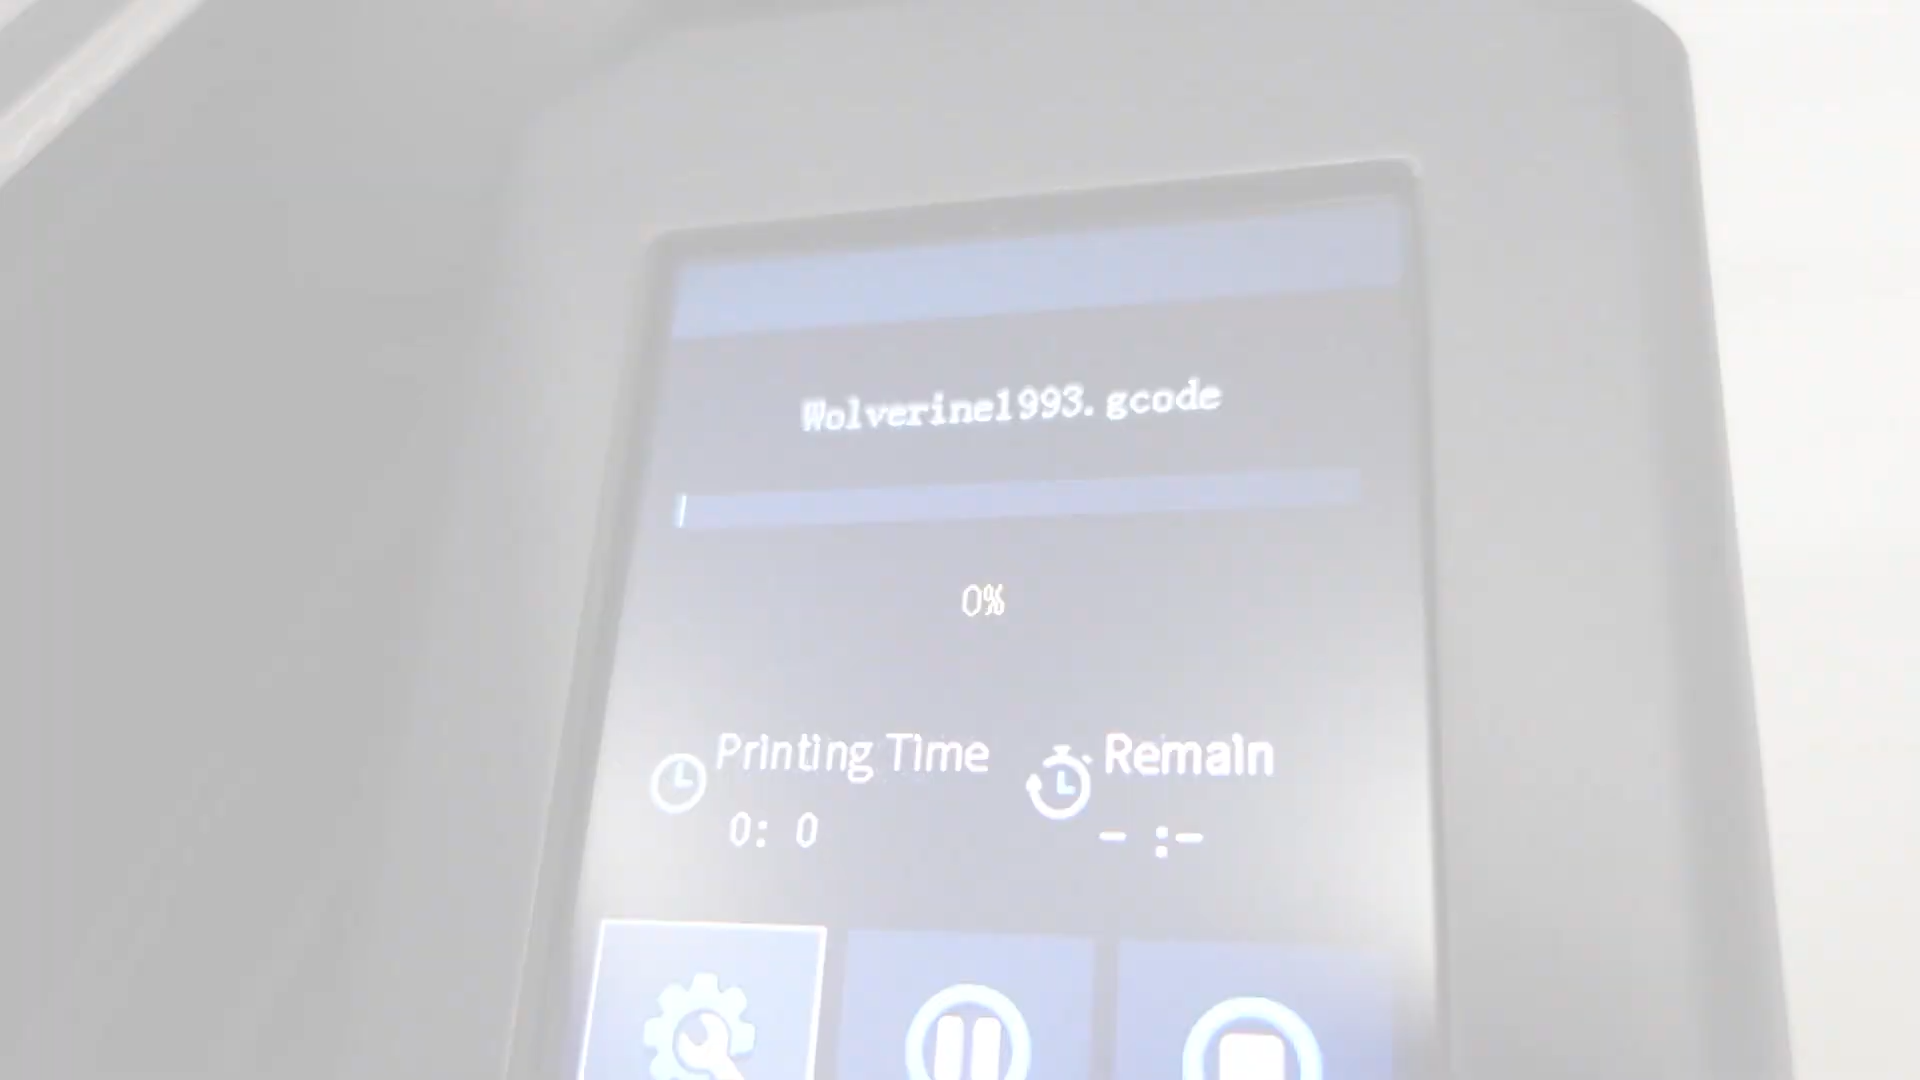 Wolverine1993.gcode
0%
Printing Time
Remain
0: 0
- :-